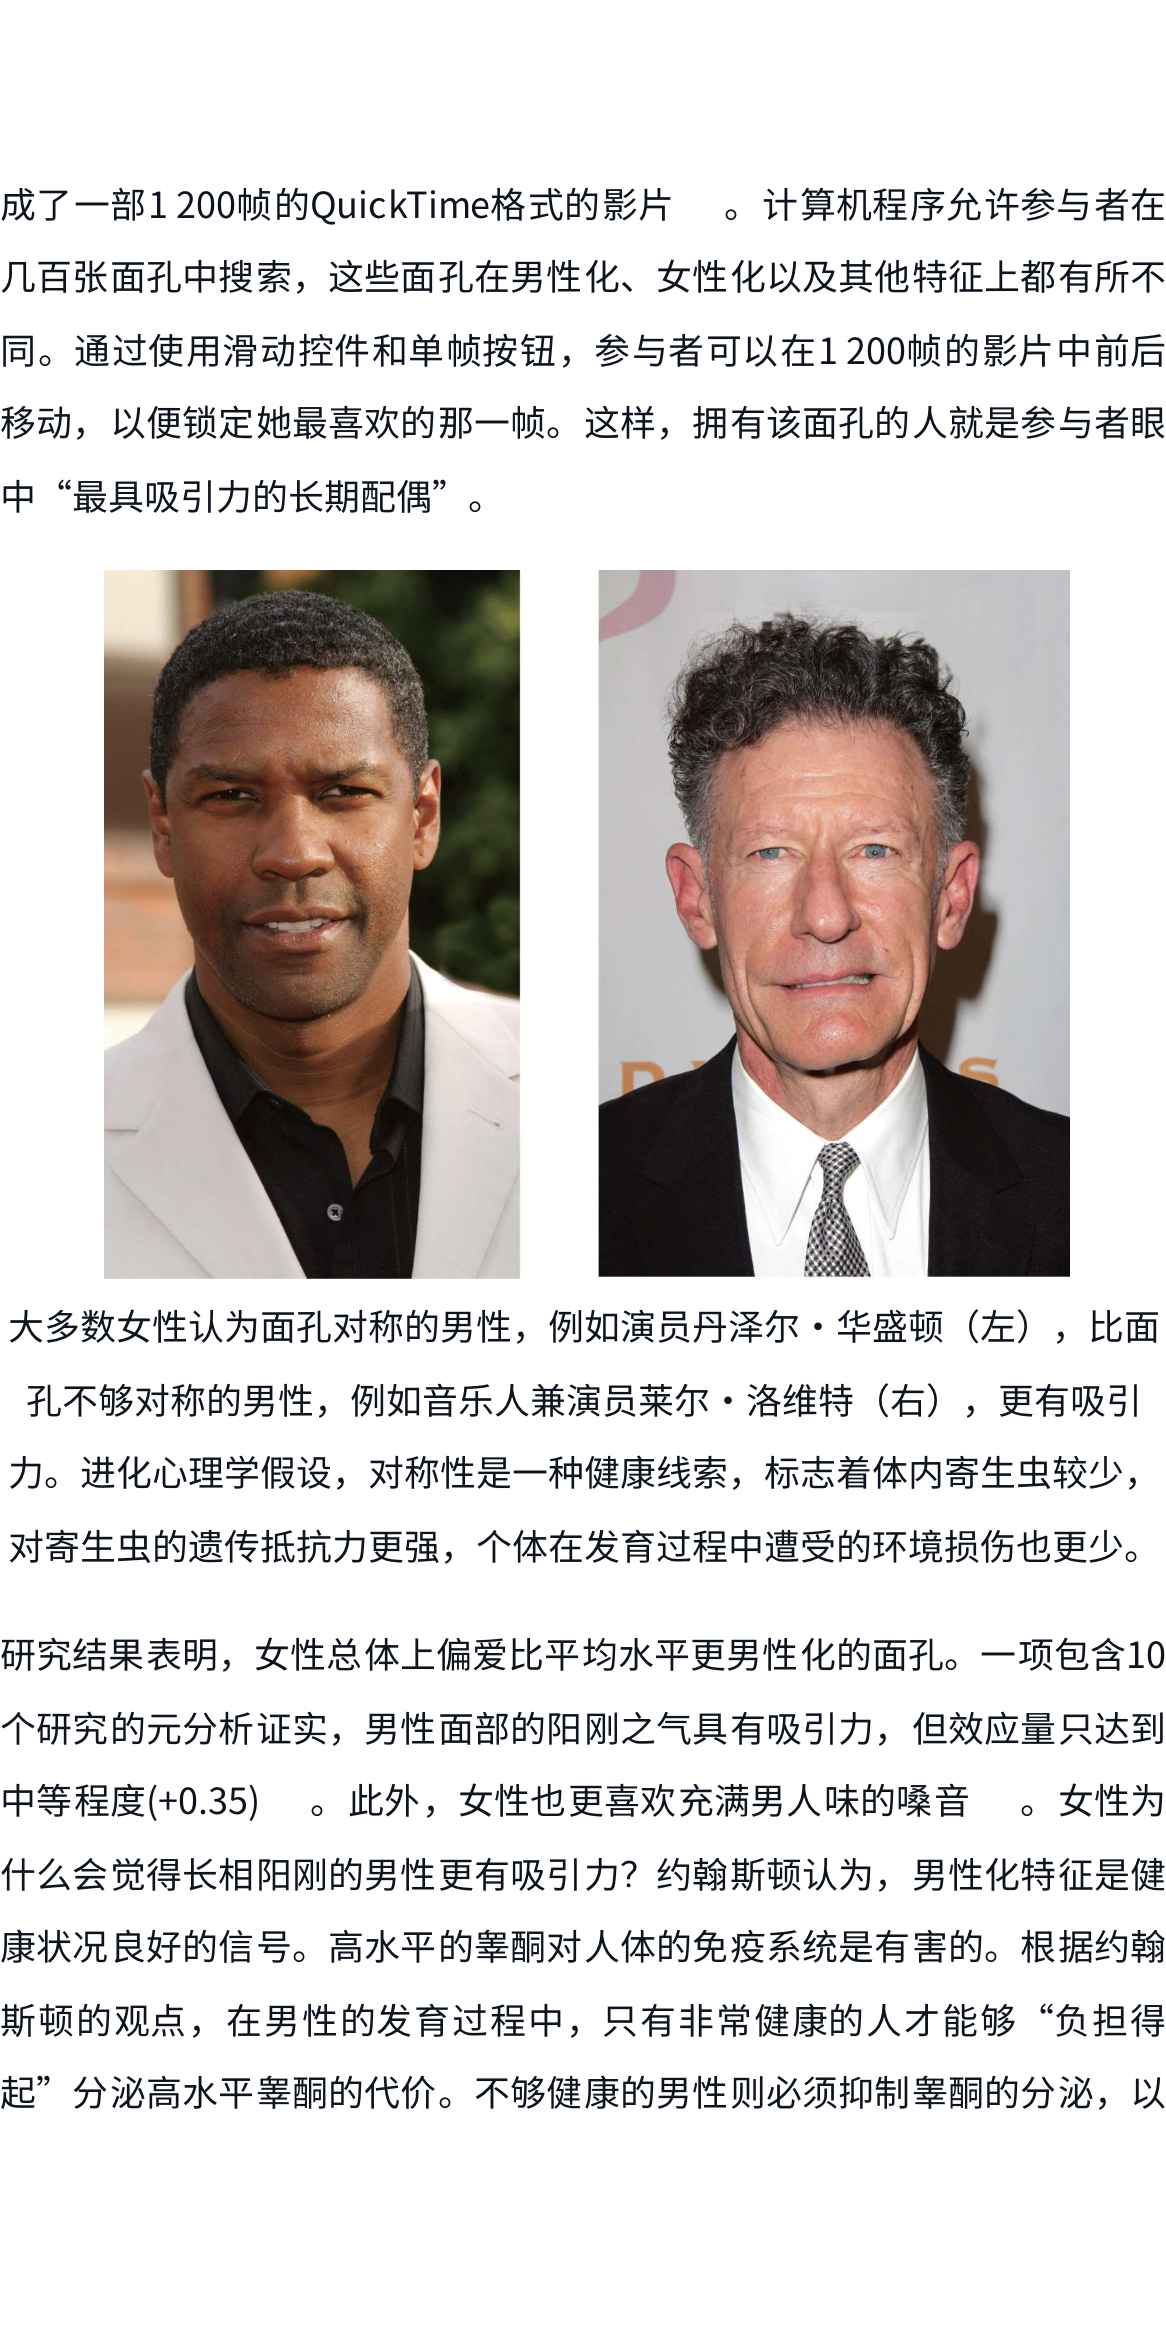 成了一部1 200帧的QuickTime格式的影片　。计算机程序允许参与者在
几百张面孔中搜索，这些面孔在男性化、女性化以及其他特征上都有所不
同。通过使用滑动控件和单帧按钮，参与者可以在1 200帧的影片中前后
移动，以便锁定她最喜欢的那一帧。这样，拥有该面孔的人就是参与者眼
中“最具吸引力的长期配偶”。
大多数女性认为面孔对称的男性，例如演员丹泽尔·华盛顿（左），比面
孔不够对称的男性，例如音乐人兼演员莱尔·洛维特（右），更有吸引
力。进化心理学假设，对称性是一种健康线索，标志着体内寄生虫较少，
对寄生虫的遗传抵抗力更强，个体在发育过程中遭受的环境损伤也更少。
研究结果表明，女性总体上偏爱比平均水平更男性化的面孔。一项包含10
个研究的元分析证实，男性面部的阳刚之气具有吸引力，但效应量只达到
中等程度(+0.35)　。此外，女性也更喜欢充满男人味的嗓音　。女性为
什么会觉得长相阳刚的男性更有吸引力？约翰斯顿认为，男性化特征是健
康状况良好的信号。高水平的睾酮对人体的免疫系统是有害的。根据约翰
斯顿的观点，在男性的发育过程中，只有非常健康的人才能够“负担得
起”分泌高水平睾酮的代价。不够健康的男性则必须抑制睾酮的分泌，以